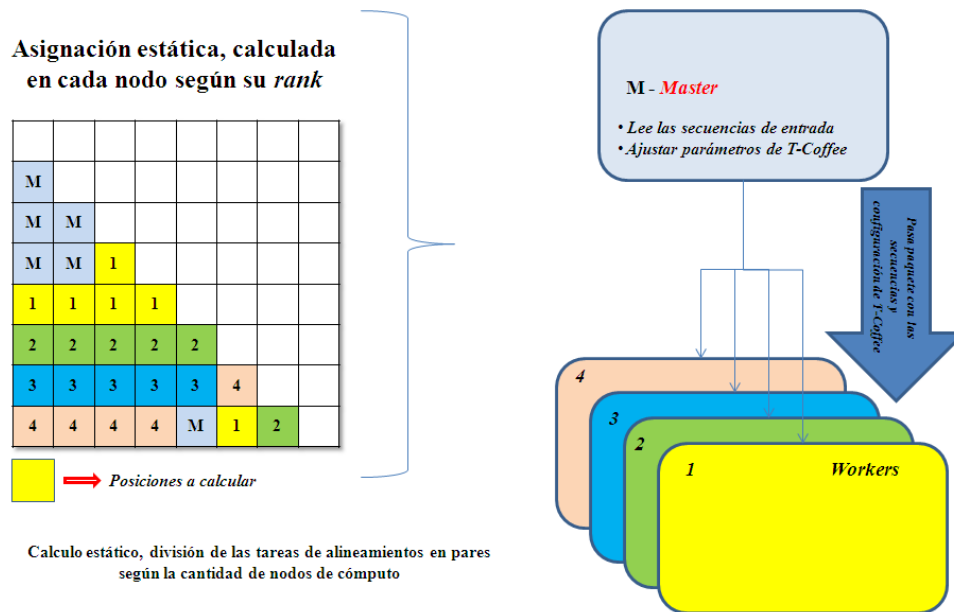 Asignación estática, calculada
en cada nodo según su rank
M
M M
M M 1
1 1 1 1
2 2 2 2 2
3 3 3 3 3 4
4 4 4 4 M 1 2
Posiciones a calcular
Calculo estático, división de las tareas de alineamientos en pares
según la cantidad de nodos de cómputo
M - Master
• Lee las secuencias de entrada
• Ajustar parámetros de T-Coffee
Pasa paquete con las
secuencias y
configuración de T-Coffee
4
3
2
1 Workers